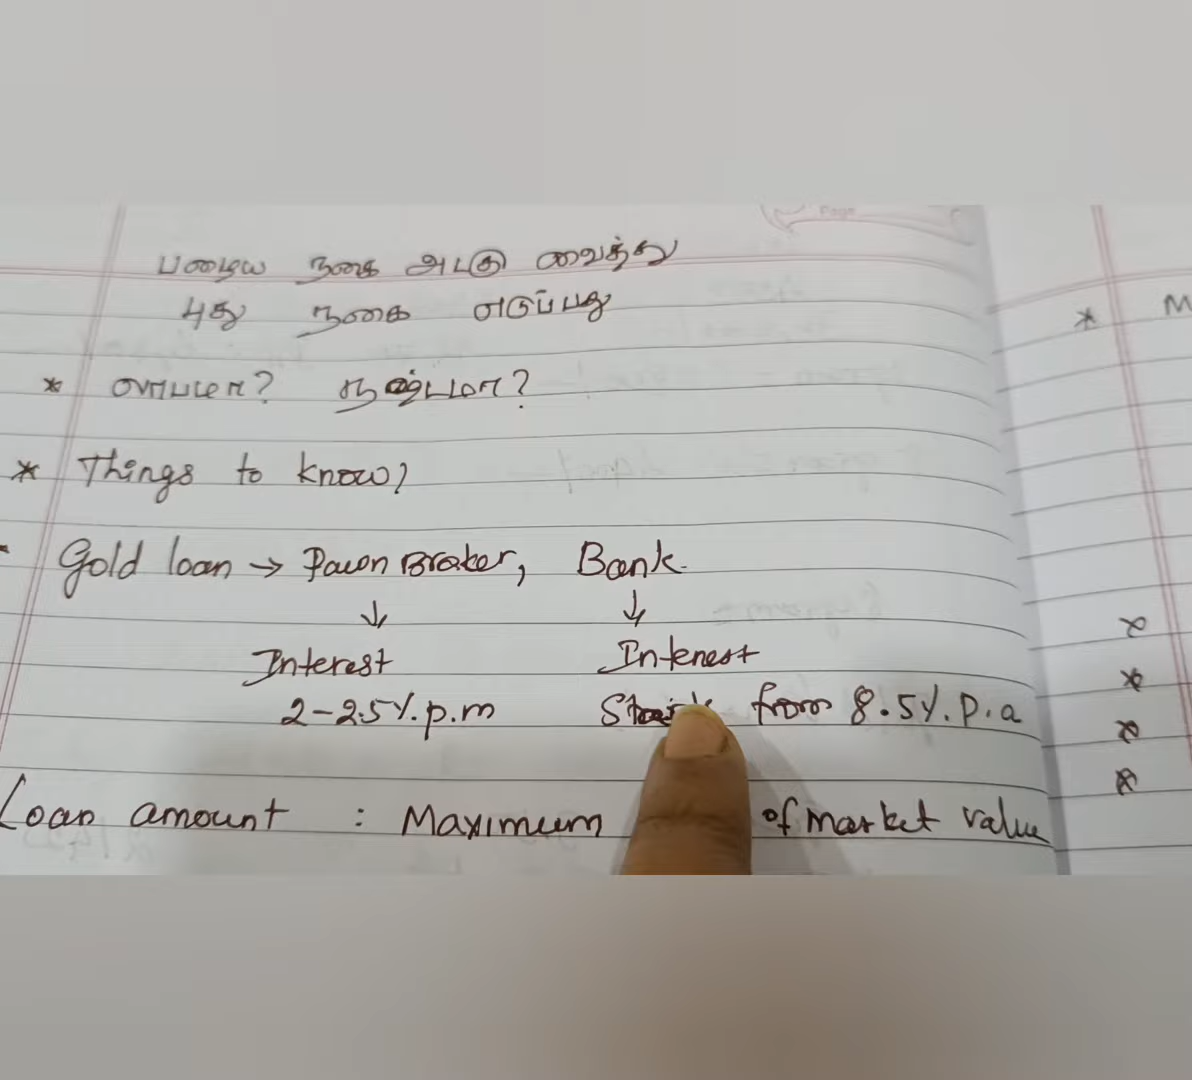 Page
பழைய நகை அடகு வைத்து
புது நகை எடுப்பது
* லாபமா? நஷ்டமா?
* Things to know?
Gold loan → Pawn Broker, Bank.
↓ ↓
Interest Interest
2-2.5%.p.m from 8.5%.p.a
Loan amount : Maximum of market value
* M
*
*
*
*